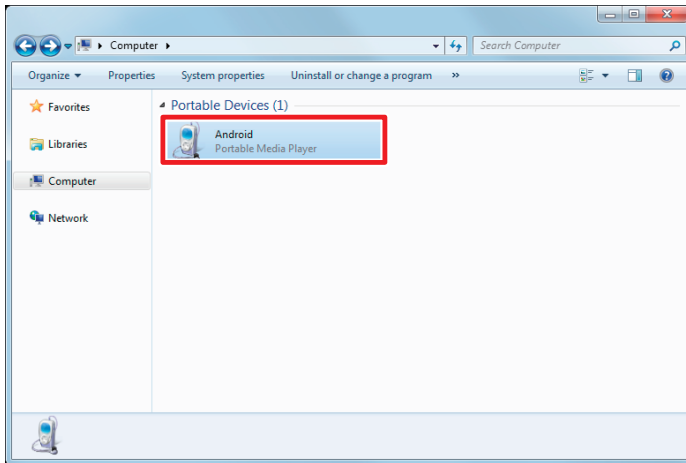 Computer
Search Computer
Organize Properties System properties Uninstall or change a program »
Favorites
Libraries
Computer
Network
Portable Devices (1)
Android
Portable Media Player